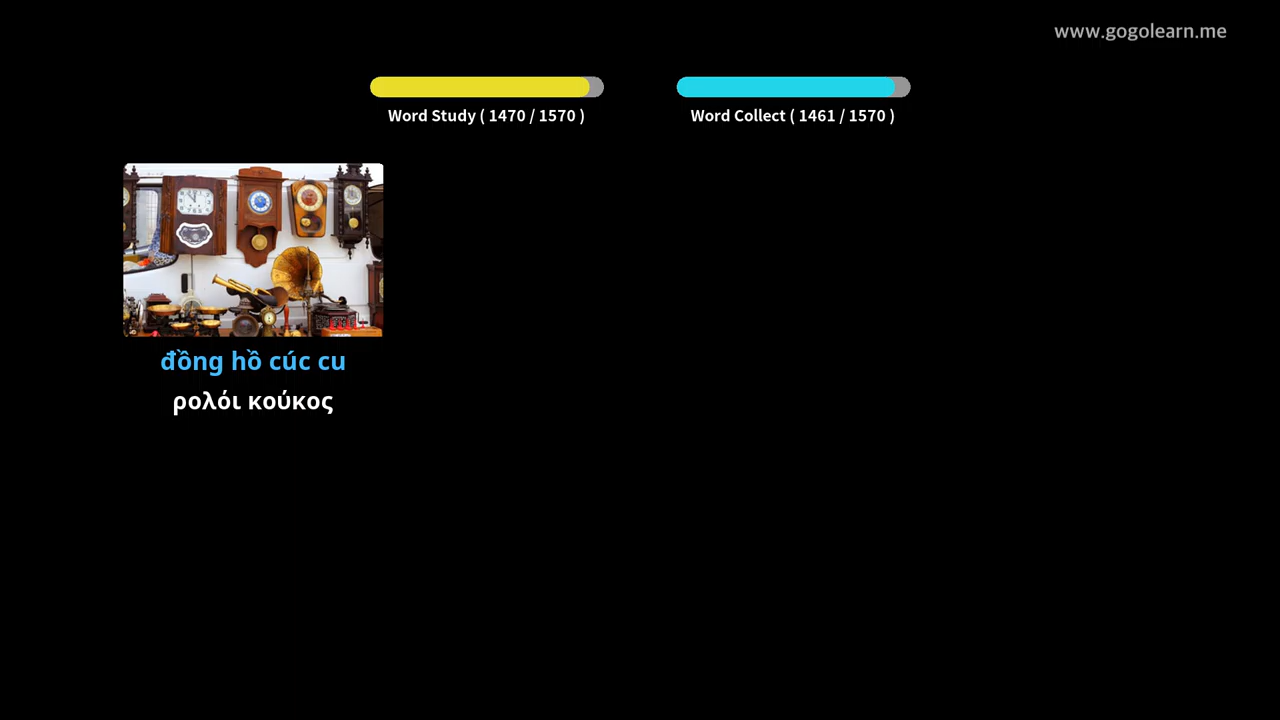 www.gogolearn.me
Word Study ( 1470 / 1570 )
Word Collect ( 1461 / 1570 )
đồng hồ cúc cu
ρολόι κούκος